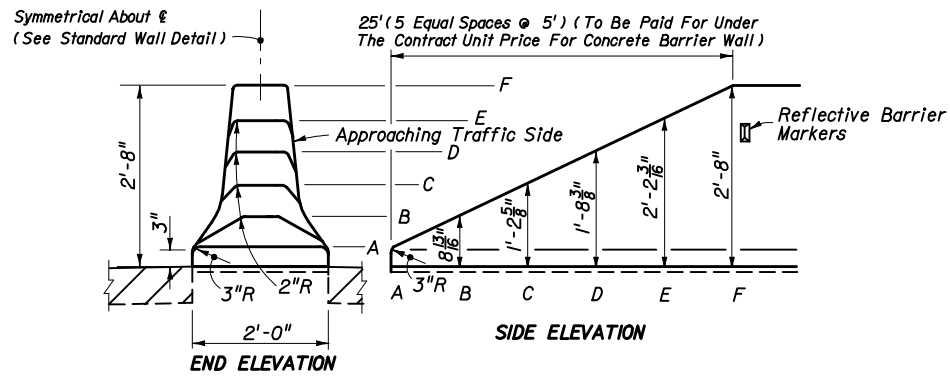 Symmetrical About ℄
(See Standard Wall Detail)
25' (5 Equal Spaces @ 5') (To Be Paid For Under
The Contract Unit Price For Concrete Barrier Wall)
F
E
Approaching Traffic Side
D
C
B
A
2'-8"
3"
3"R
2"R
2'-0"
END ELEVATION
Reflective Barrier
Markers
8 13/16"
1'-2 5/8"
1'-8 3/8"
2'-2 3/16"
2'-8"
3"R
A B C D E F
SIDE ELEVATION